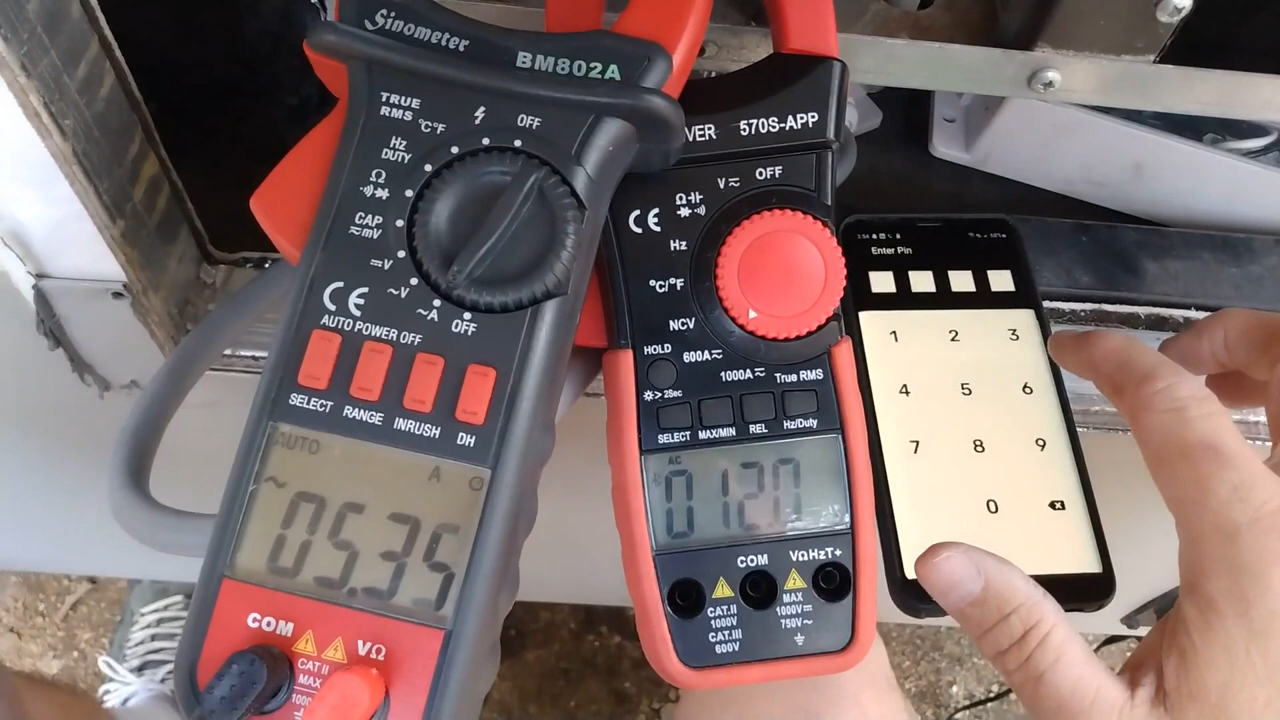 Sinometer
BM802A
TRUE
RMS
°C°F
OFF
Hz
DUTY
Ω
CAP
mV
V
~V
~A
OFF
CE
AUTO POWER OFF
SELECT
RANGE
INRUSH
DH
AUTO
A
~
05.35
COM
VΩ
CAT II
MAX
VER
570S-APP
OFF
V
Ω
CE
Hz
°C/°F
NCV
HOLD
600A
1000A
True RMS
> 2Sec
SELECT
MAX/MIN
REL
Hz/Duty
AC
0120
COM
VΩHzT+
CAT.II
1000V
CAT.III
600V
MAX
1000V
750V~
Enter Pin
1 2 3
4 5 6
7 8 9
0